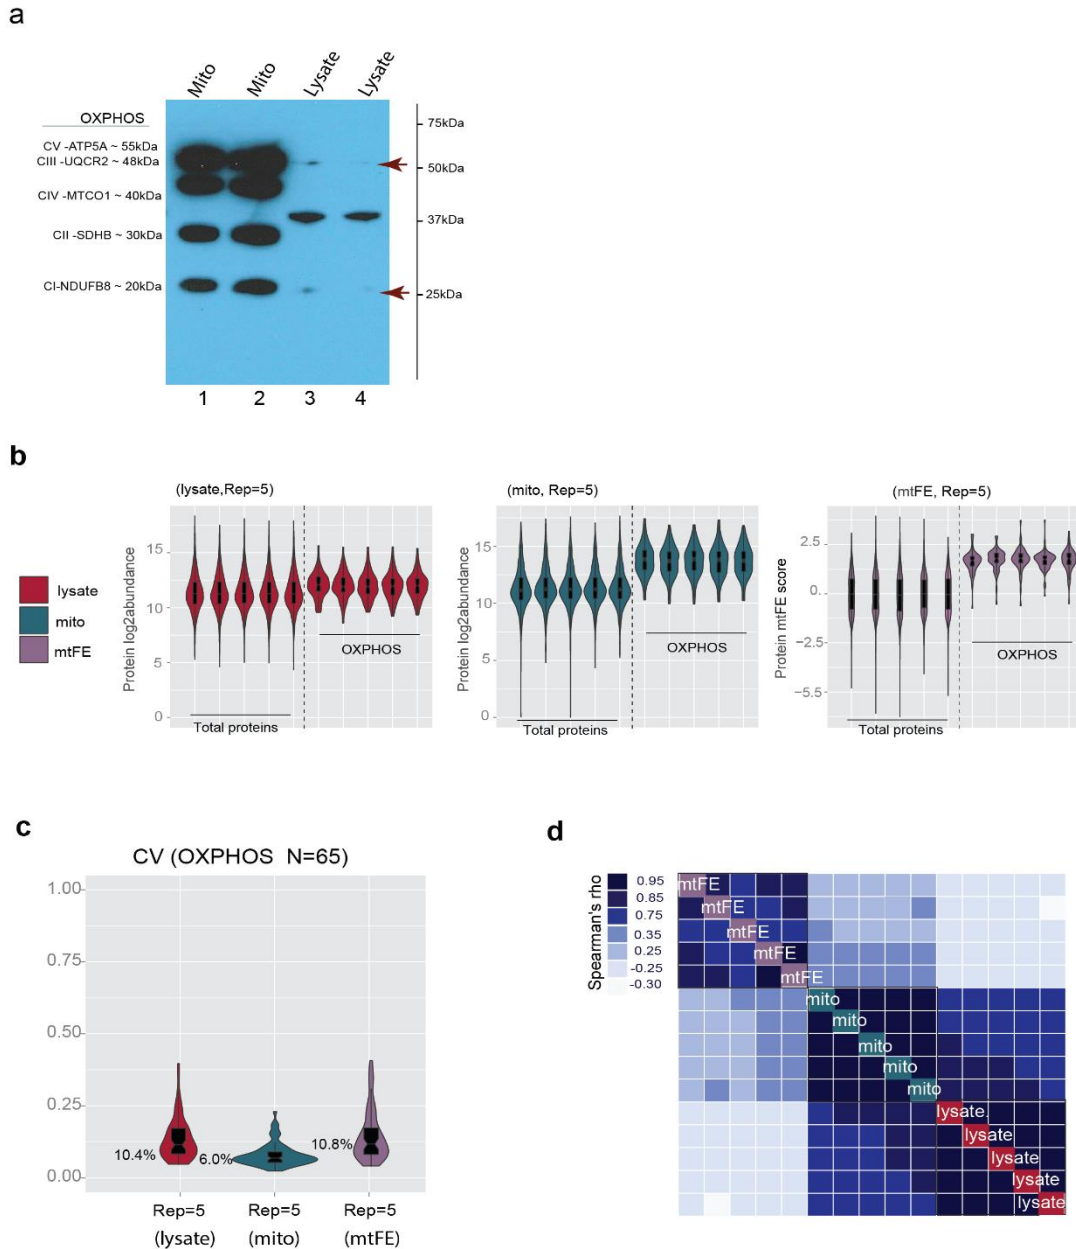 a
Mito
Mito
Lysate
Lysate
OXPHOS
CV -ATP5A ~ 55kDa
CIII -UQCR2 ~ 48kDa
CIV -MTCO1 ~ 40kDa
CII -SDHB ~ 30kDa
CI-NDUFB8 ~ 20kDa
75kDa
50kDa
37kDa
25kDa
1 2 3 4
b
lysate
mito
mtFE
(lysate,Rep=5)
Protein log2abundance
15
10
5
0
Total proteins
OXPHOS
(mito, Rep=5)
Protein log2abundance
15
10
5
0
Total proteins
OXPHOS
(mtFE, Rep=5)
Protein mtFE score
2.5
0.0
−2.5
−5.5
Total proteins
OXPHOS
c
CV (OXPHOS N=65)
1.00
0.75
0.50
0.25
0.00
10.4%
6.0%
10.8%
Rep=5 Rep=5 Rep=5
(lysate) (mito) (mtFE)
d
Spearman's rho
0.95
0.85
0.75
0.35
0.25
-0.25
-0.30
mtFE
mtFE
mtFE
mtFE
mtFE
mito
mito
mito
mito
mito
lysate.
lysate
lysate
lysate
lysate